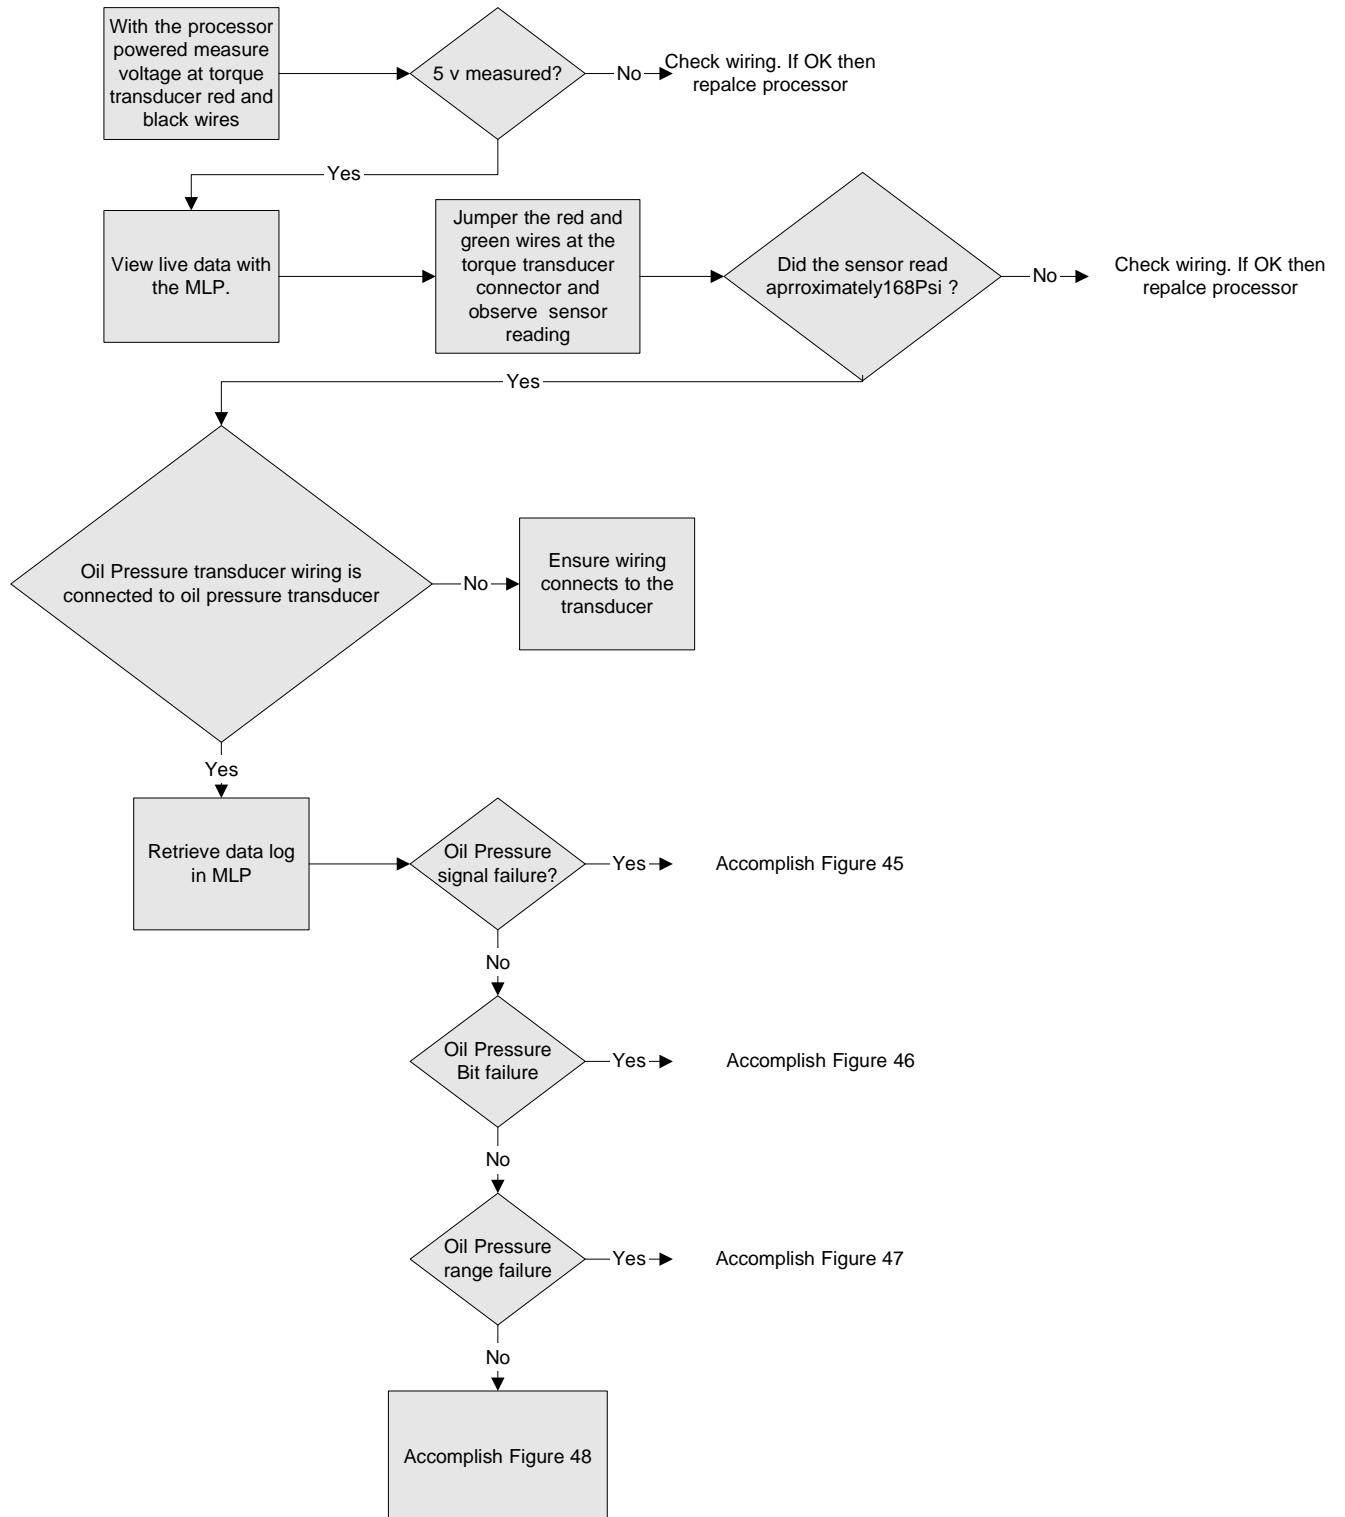 With the processor
powered measure
voltage at torque
transducer red and
black wires
5 v measured?
No
Check wiring. If OK then
repalce processor
Yes
View live data with
the MLP.
Jumper the red and
green wires at the
torque transducer
connector and
observe sensor
reading
Did the sensor read
aprroximately168Psi ?
No
Check wiring. If OK then
repalce processor
Yes
Oil Pressure transducer wiring is
connected to oil pressure transducer
No
Ensure wiring
connects to the
transducer
Yes
Retrieve data log
in MLP
Oil Pressure
signal failure?
Yes
Accomplish Figure 45
No
Oil Pressure
Bit failure
Yes
Accomplish Figure 46
No
Oil Pressure
range failure
Yes
Accomplish Figure 47
No
Accomplish Figure 48